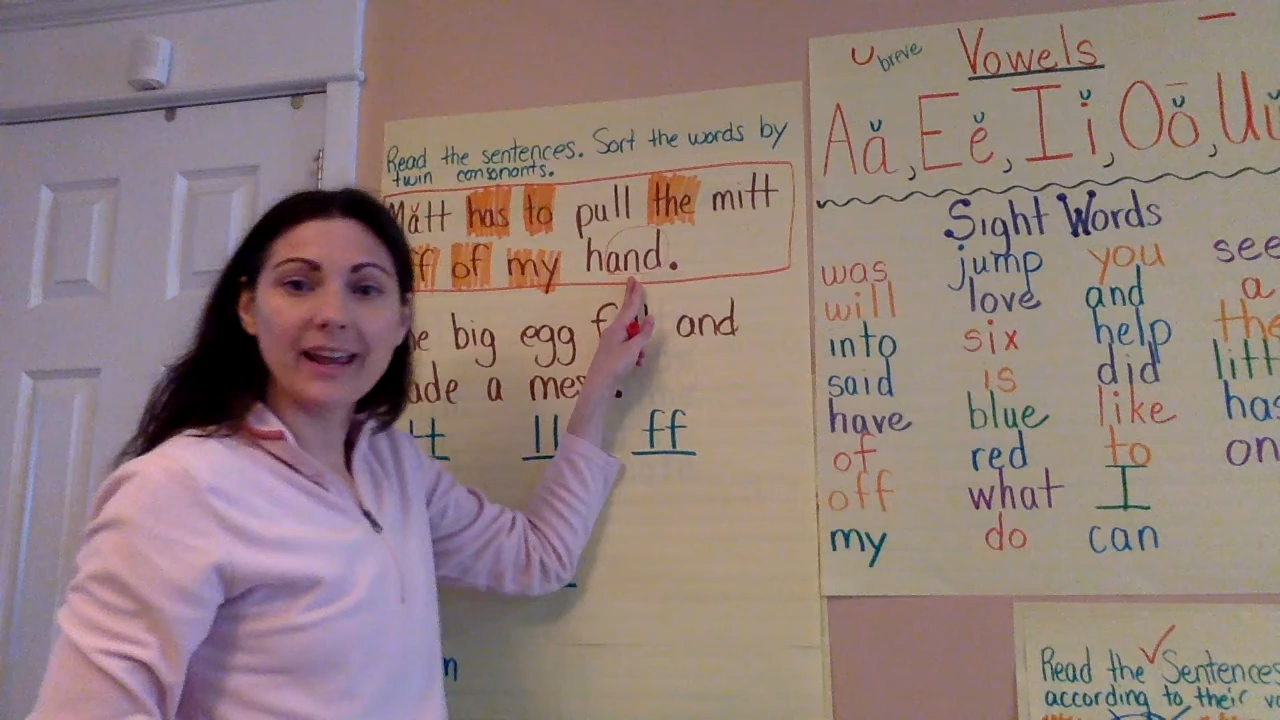 Read the sentences. Sort the words by
twin consonants.
Mătt has to pull the mitt
of my hand.
big egg and
a
tt ll ff
U breve Vowels
Aă, Eĕ, Iĭ, Oŏ, Uŭ
Sight Words
was jump you see
will love and a
into six help the
said is did
have blue like has
of red to on
off what I
my do can
Read the Sentences
according to their